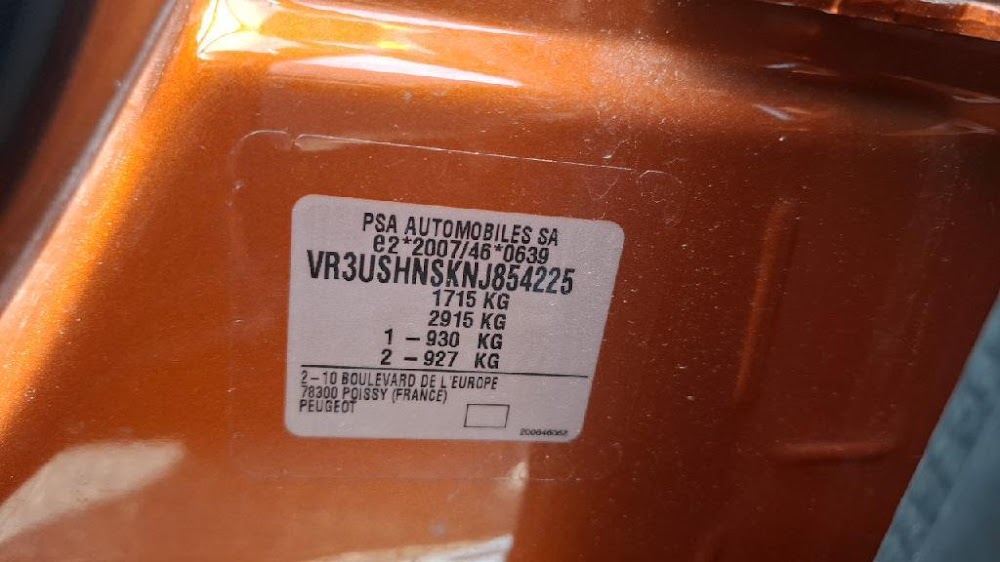 PSA AUTOMOBILES SA
e2*2007/46*0639
VR3USHNSKNJ854225
1715 KG
2915 KG
1 – 930 KG
2 – 927 KG
2–10 BOULEVARD DE L'EUROPE
78300 POISSY (FRANCE)
PEUGEOT